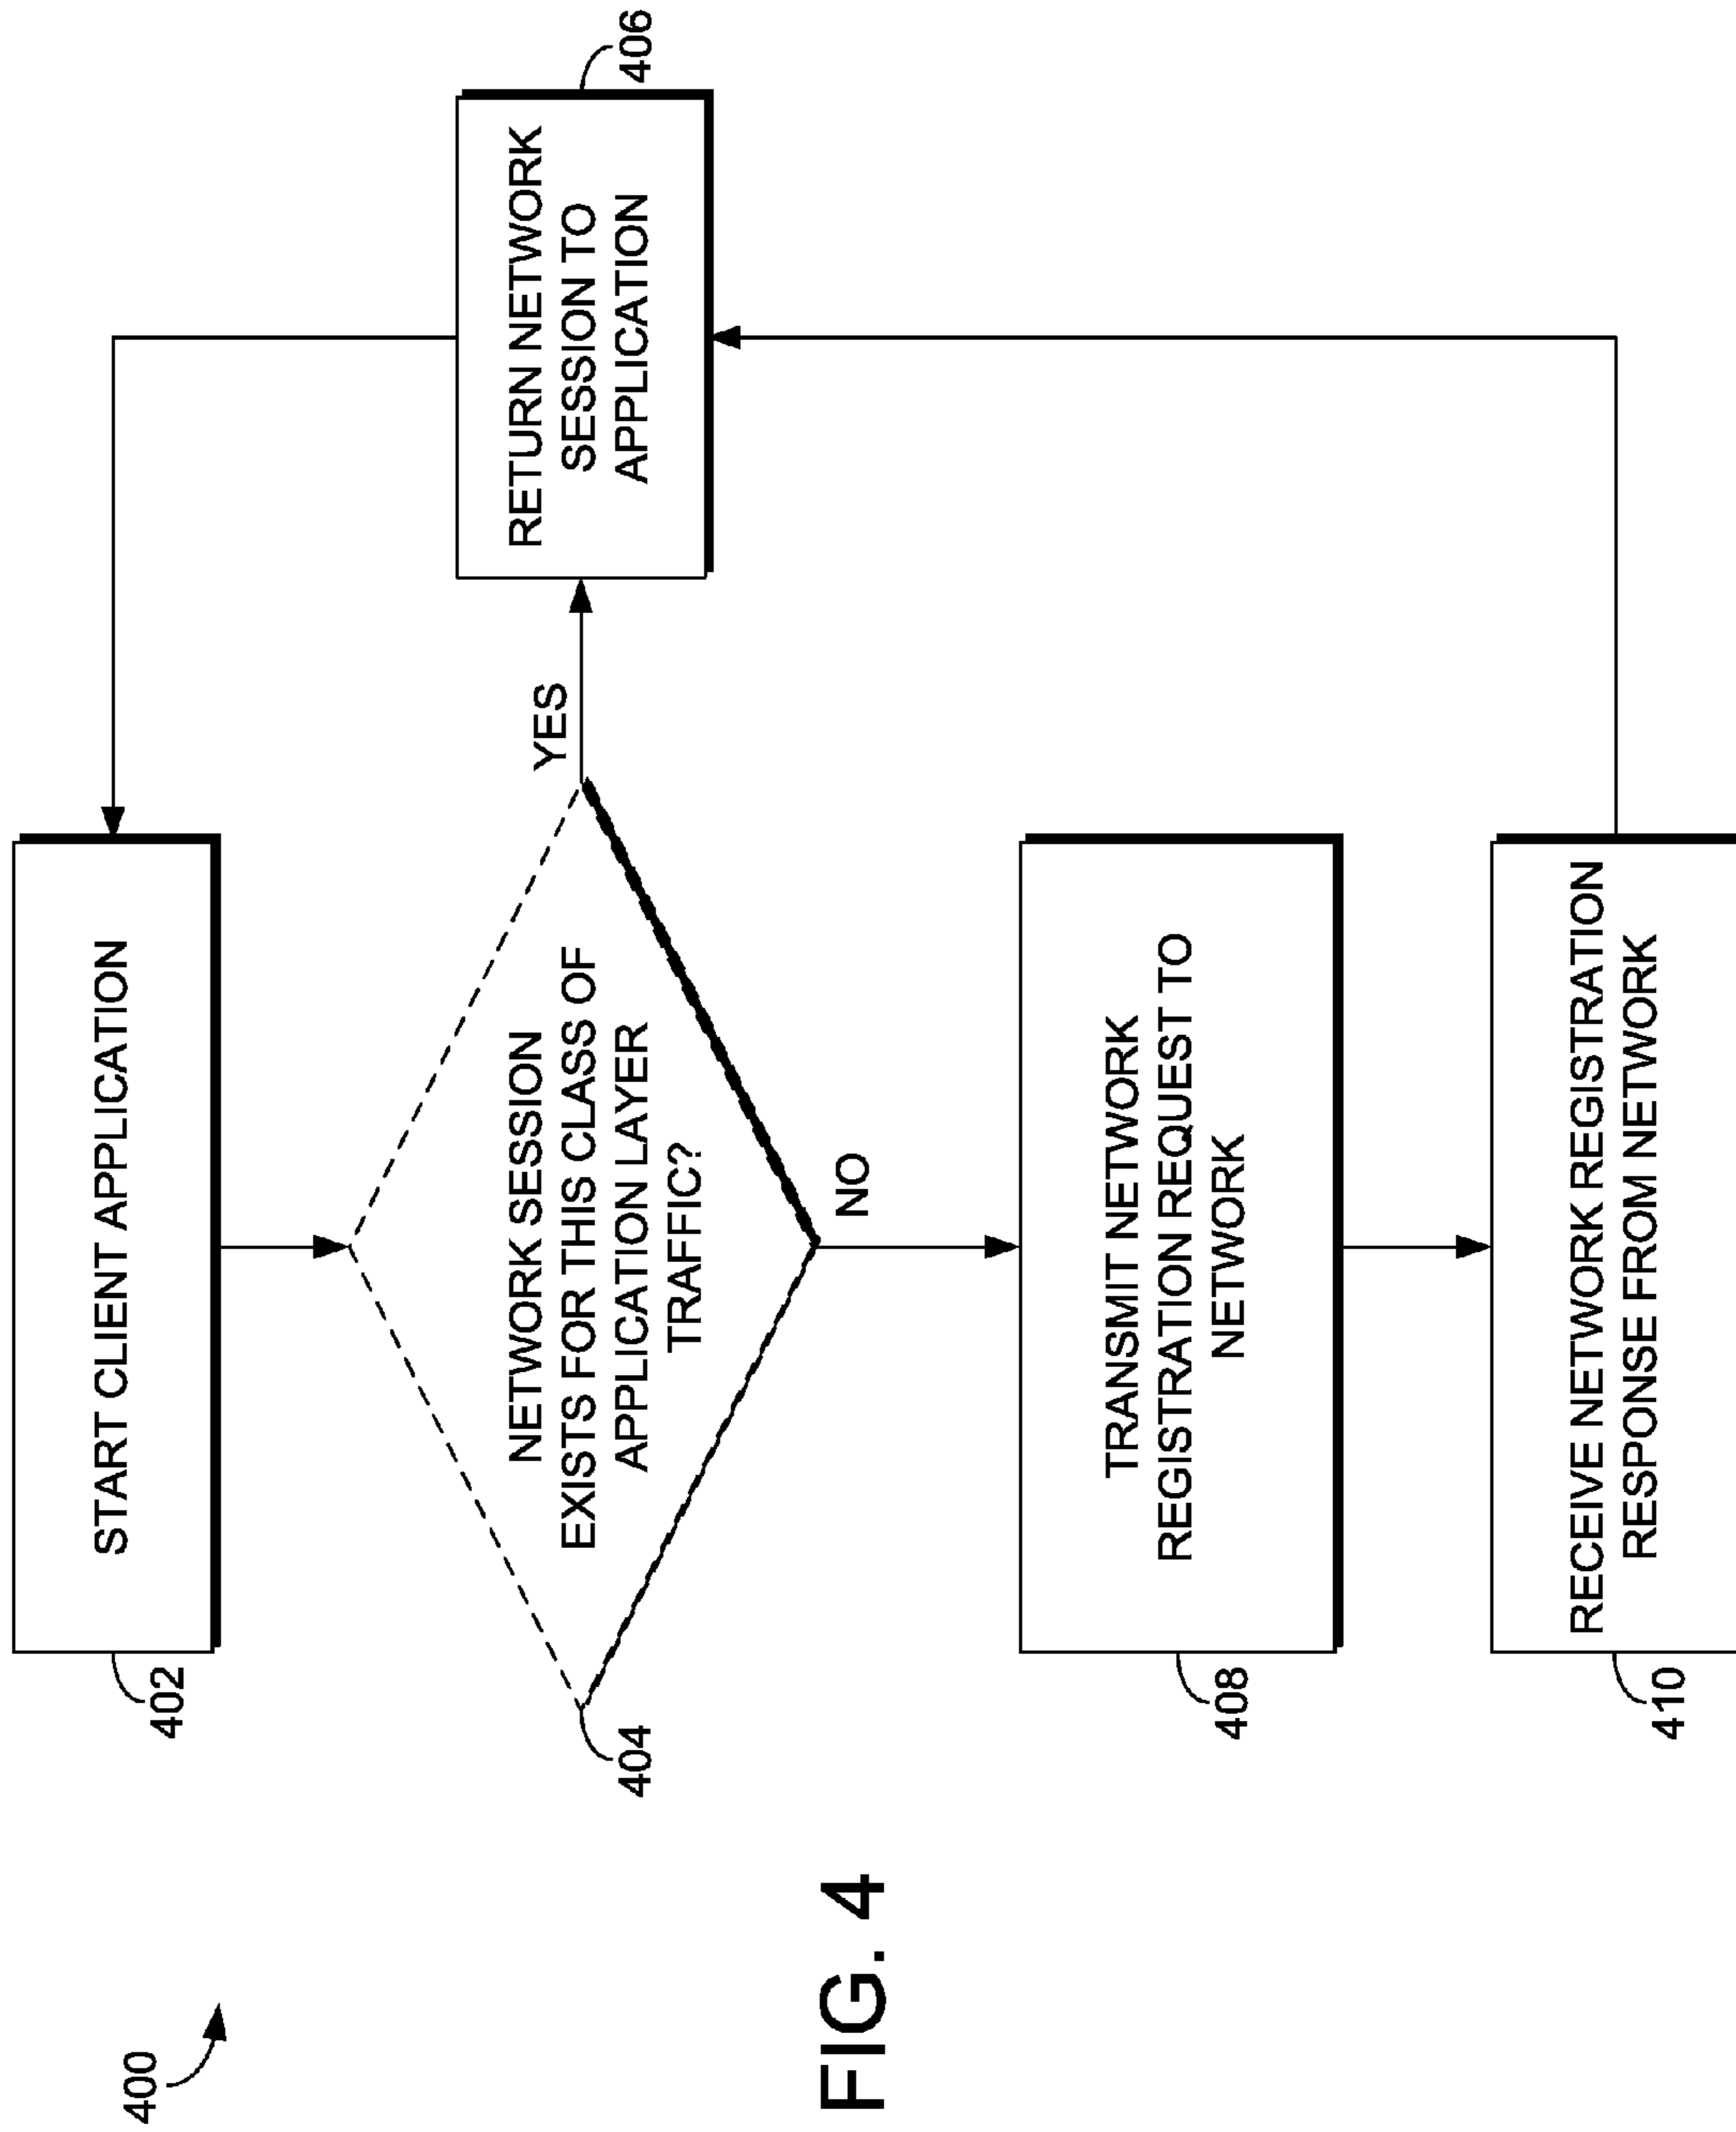 400
START CLIENT APPLICATION
402
NETWORK SESSION
EXISTS FOR THIS CLASS OF
APPLICATION LAYER
TRAFFIC?
404
YES
RETURN NETWORK
SESSION TO
APPLICATION
406
NO
TRANSMIT NETWORK
REGISTRATION REQUEST TO
NETWORK
408
RECEIVE NETWORK REGISTRATION
RESPONSE FROM NETWORK
410
FIG. 4